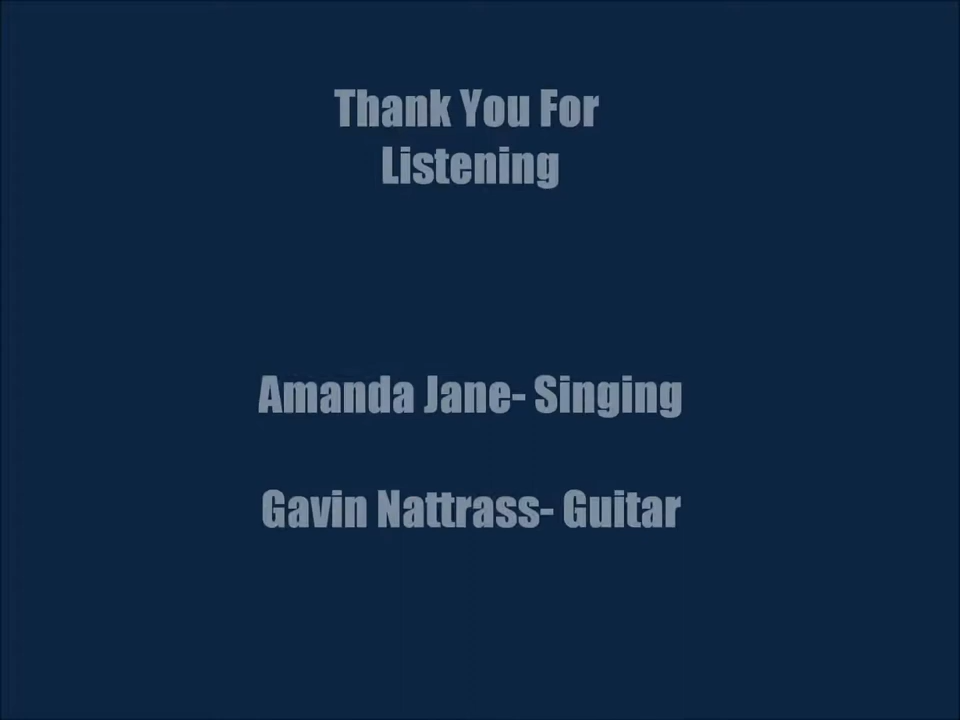 Thank You For
Listening
Amanda Jane- Singing
Gavin Nattrass- Guitar